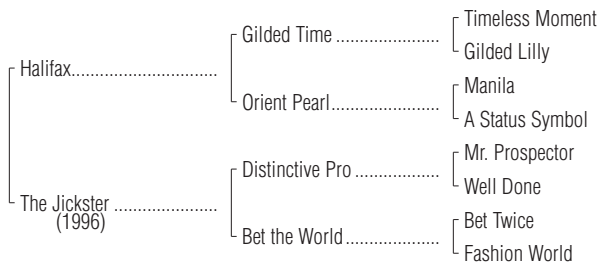 Timeless Moment
Gilded Time ......................
Gilded Lilly
Halifax...............................
Manila
Orient Pearl.......................
A Status Symbol
Mr. Prospector
Distinctive Pro ..................
Well Done
The Jickster ......................
(1996)
Bet Twice
Bet the World....................
Fashion World